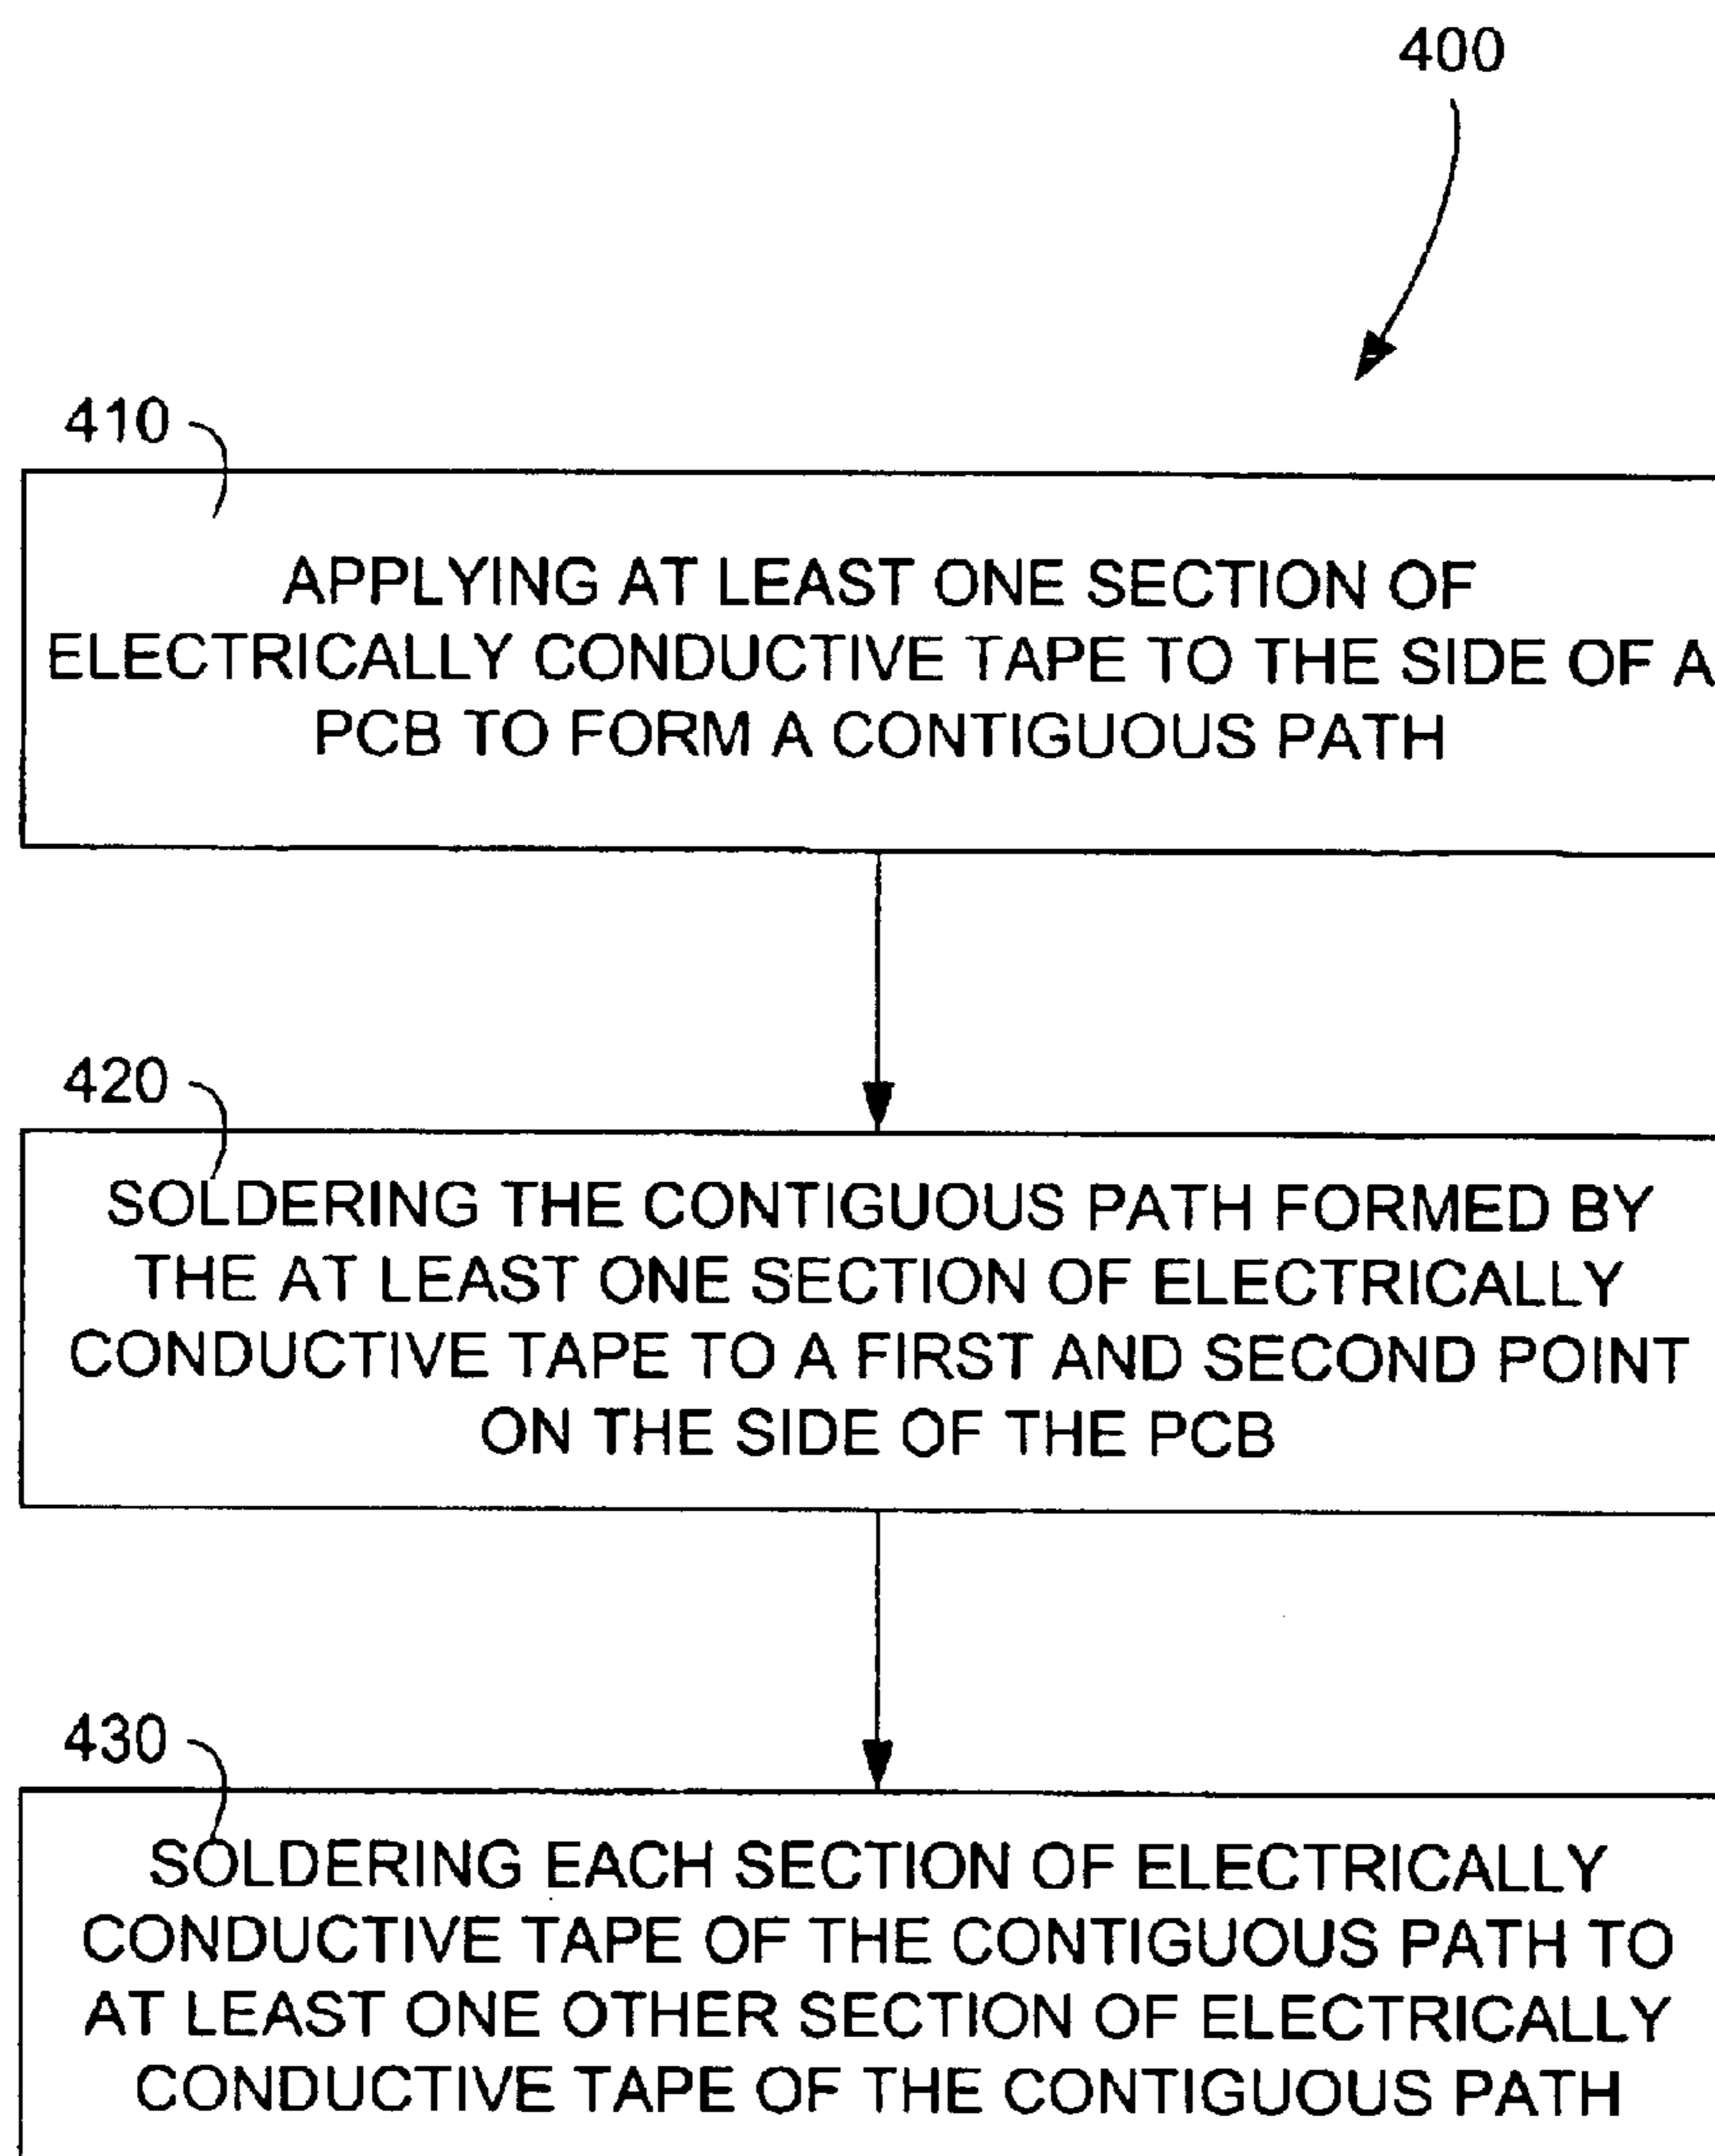 400
410
APPLYING AT LEAST ONE SECTION OF
ELECTRICALLY CONDUCTIVE TAPE TO THE SIDE OF A
PCB TO FORM A CONTIGUOUS PATH
420
SOLDERING THE CONTIGUOUS PATH FORMED BY
THE AT LEAST ONE SECTION OF ELECTRICALLY
CONDUCTIVE TAPE TO A FIRST AND SECOND POINT
ON THE SIDE OF THE PCB
430
SOLDERING EACH SECTION OF ELECTRICALLY
CONDUCTIVE TAPE OF THE CONTIGUOUS PATH TO
AT LEAST ONE OTHER SECTION OF ELECTRICALLY
CONDUCTIVE TAPE OF THE CONTIGUOUS PATH